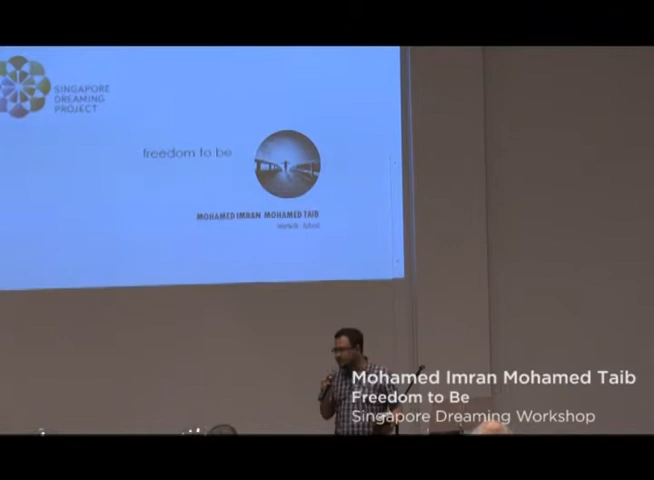 SINGAPORE
DREAMING
PROJECT
freedom to be
MOHAMED IMRAN MOHAMED TAIB
Mohamed Imran Mohamed Taib
Freedom to Be
Singapore Dreaming Workshop